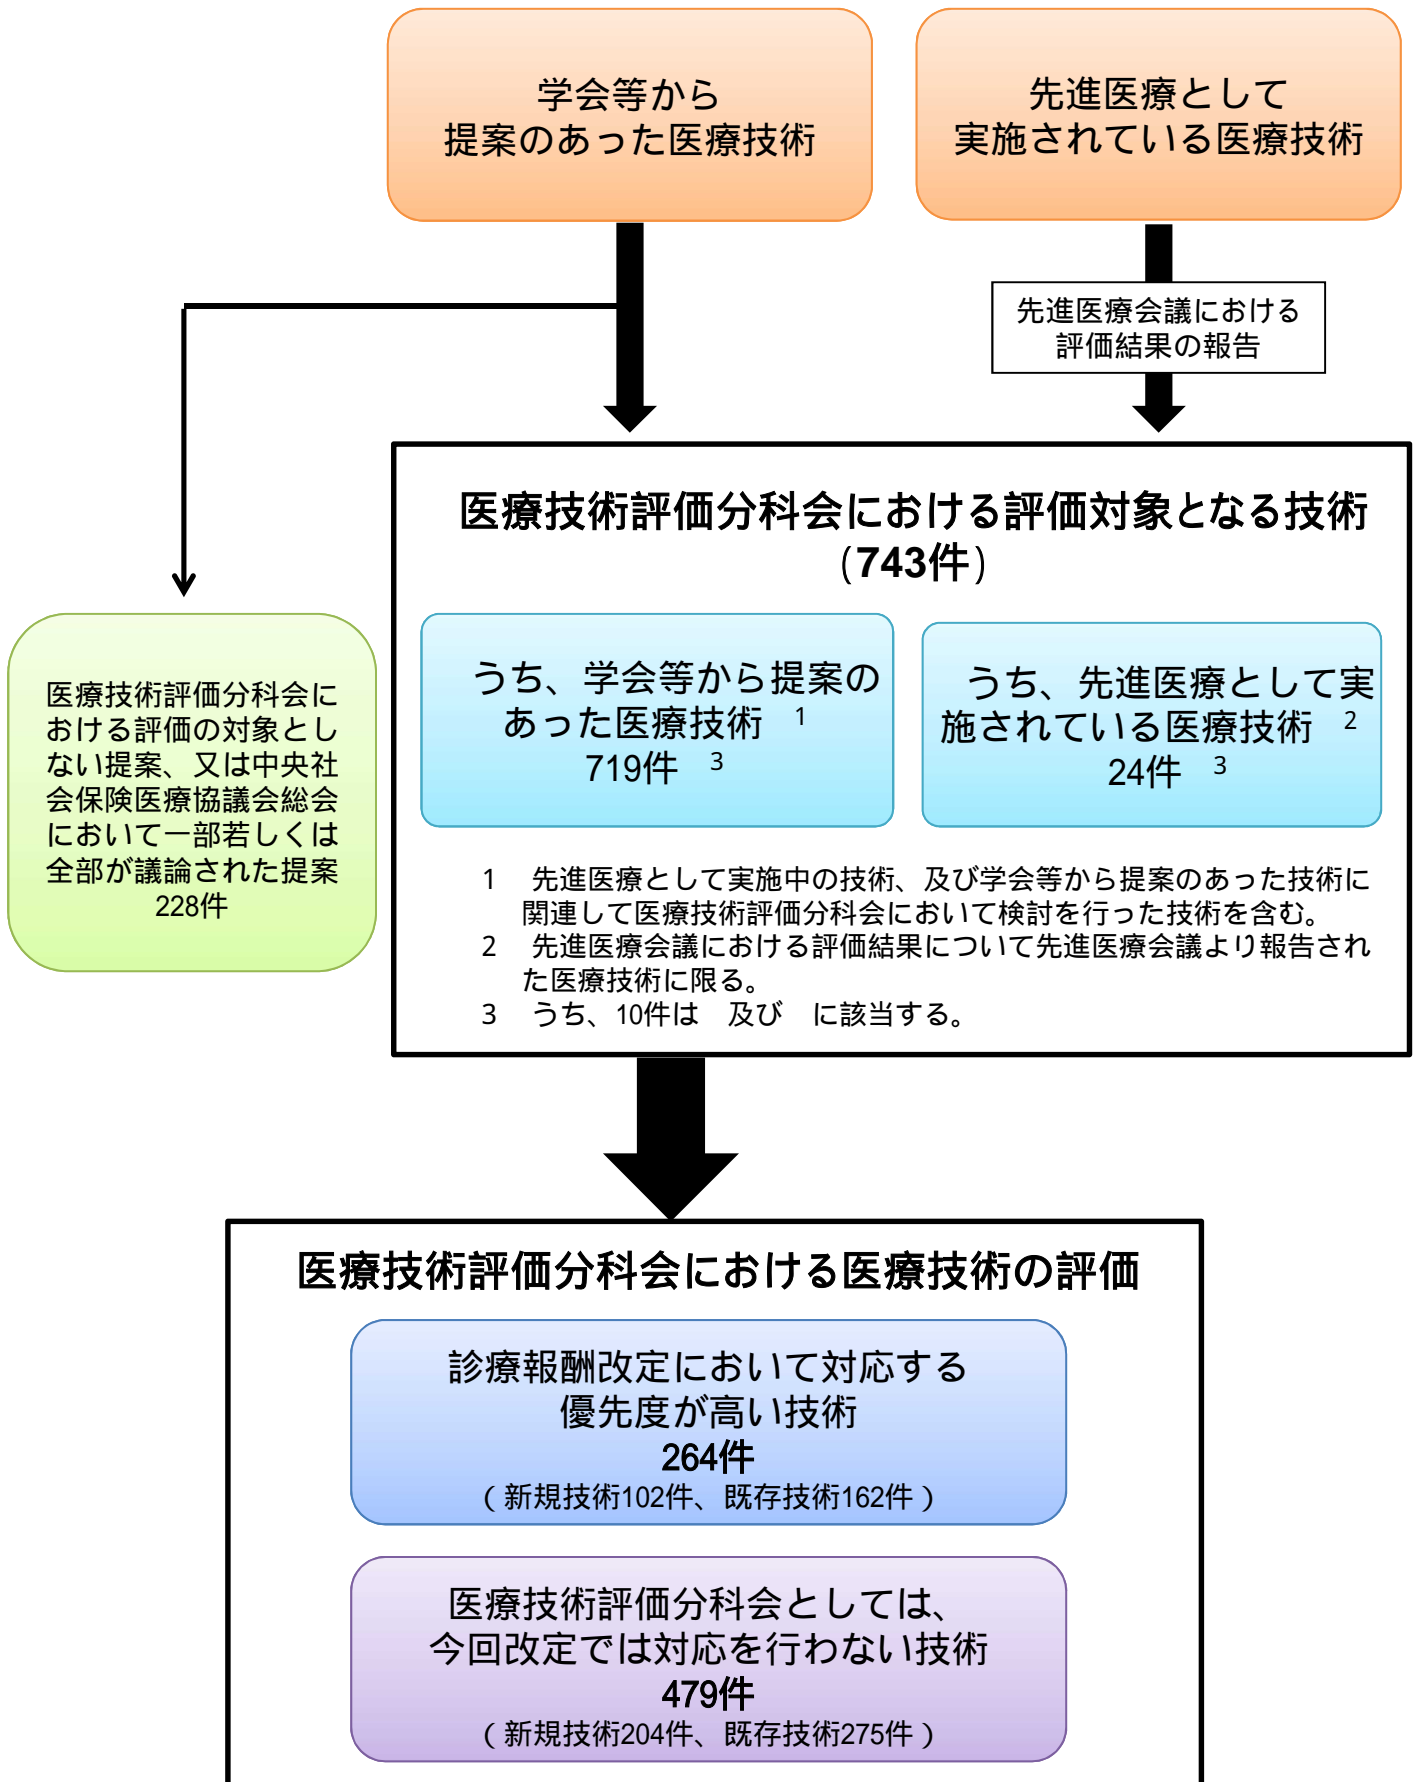 学会等から
提案のあった医療技術
先進医療として
実施されている医療技術
先進医療会議における
評価結果の報告
医療技術評価分科会における評価対象となる技術
(743件)
うち、学会等から提案の
あった医療技術 1
719件 3
うち、先進医療として実
施されている医療技術 2
24件 3
医療技術評価分科会に
おける評価の対象とし
ない提案、又は中央社
会保険医療協議会総会
において一部若しくは
全部が議論された提案
228件
1 先進医療として実施中の技術、及び学会等から提案のあった技術に
関連して医療技術評価分科会において検討を行った技術を含む。
2 先進医療会議における評価結果について先進医療会議より報告され
た医療技術に限る。
3 うち、10件は 及び に該当する。
医療技術評価分科会における医療技術の評価
診療報酬改定において対応する
優先度が高い技術
264件
(新規技術102件、既存技術162件)
医療技術評価分科会としては、
今回改定では対応を行わない技術
479件
(新規技術204件、既存技術275件)